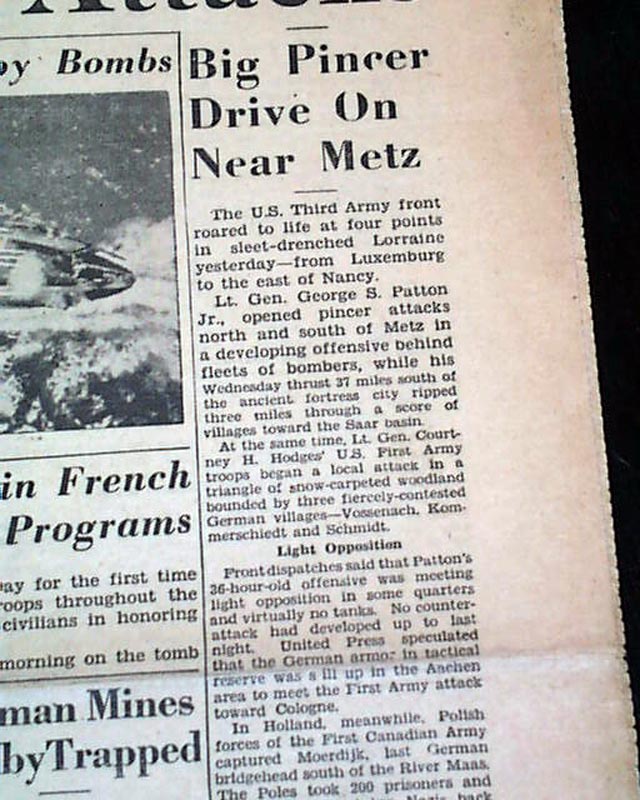 by Bombs
Big Pincer
Drive On
Near Metz
The U.S. Third Army front
roared to life at four points
in sleet-drenched Lorraine
yesterday—from Luxemburg
to the east of Nancy.
Lt. Gen. George S. Patton
Jr., opened pincer attacks
north and south of Metz in
a developing offensive behind
fleets of bombers, while his
Wednesday thrust 37 miles south of
the ancient fortress city ripped
three miles through a score of
villages toward the Saar basin.
At the same time, Lt. Gen. Court-
ney H. Hodges' U.S. First Army
troops began a local attack in a
triangle of snow-carpeted woodland
bounded by three fiercely-contested
German villages—Vossenach, Kom-
merschiedt and Schmidt.
Light Opposition
Front dispatches said that Patton's
36-hour-old offensive was meeting
light opposition in some quarters
and virtually no tanks. No counter-
attack had developed up to last
night. United Press speculated
that the German armor in tactical
reserve was s ill up in the Aachen
area to meet the First Army attack
toward Cologne.
In Holland, meanwhile, Polish
forces of the First Canadian Army
captured Moerdijk, last German
bridgehead south of the River Maas.
The Poles took 200 prisoners and
Nazis back
in French
Programs
ay for the first time
roops throughout the
civilians in honoring
morning on the tomb
man Mines
by Trapped